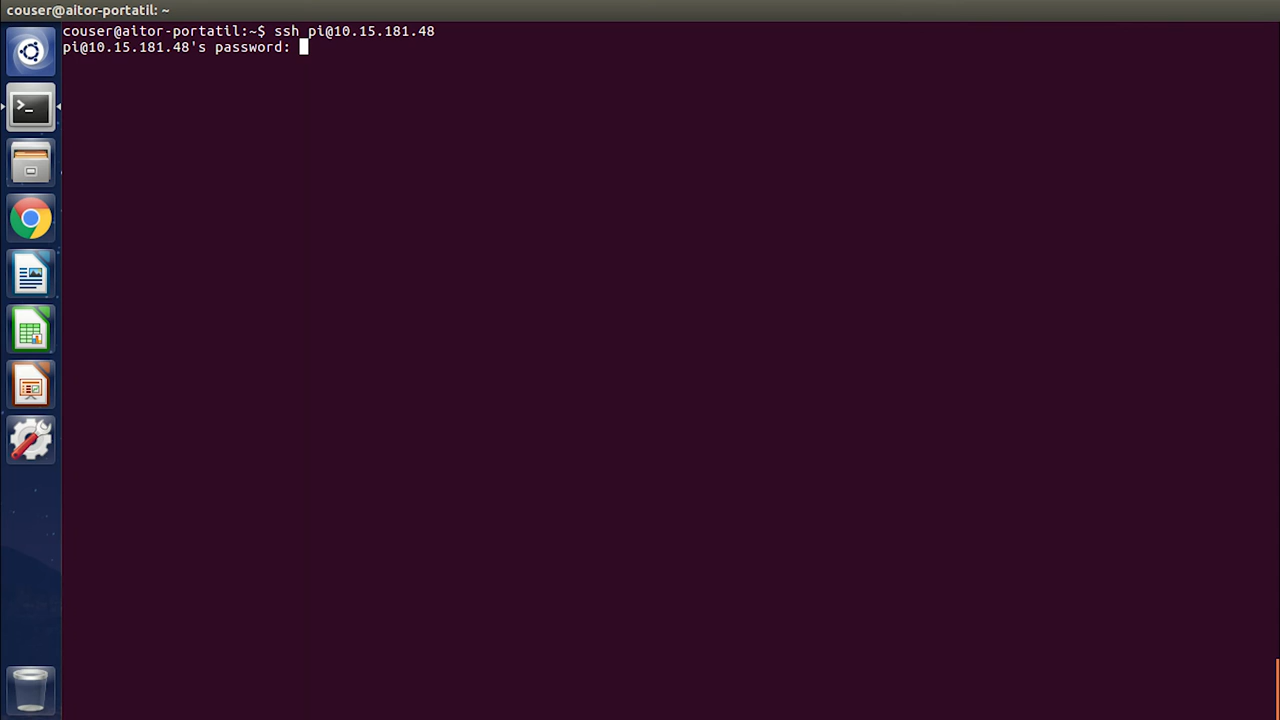 couser@aitor-portatil: ~
couser@aitor-portatil:~$ ssh pi@10.15.181.48
pi@10.15.181.48's password: